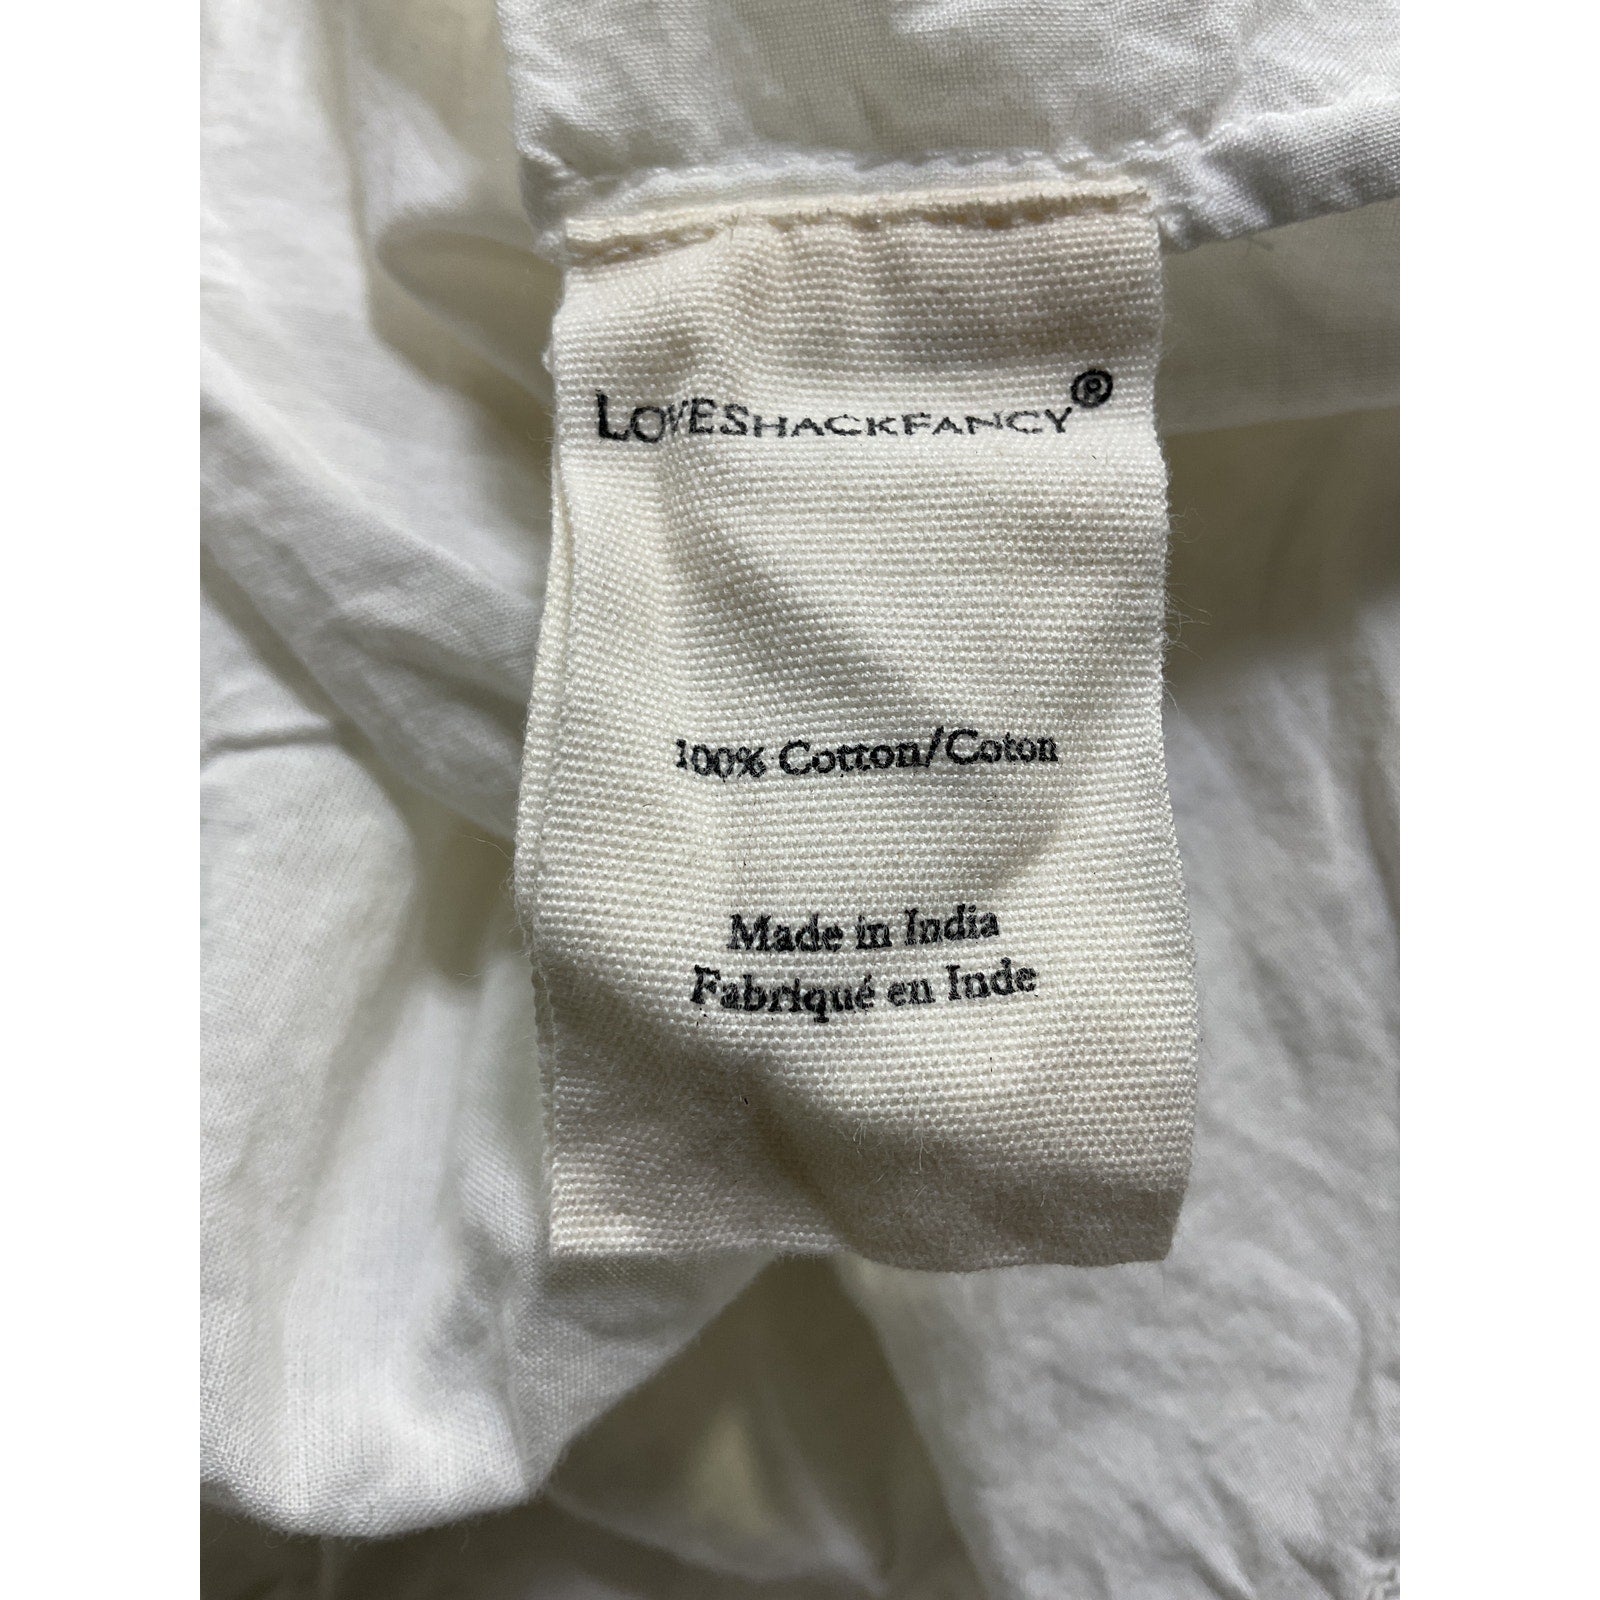 LOVESHACKFANCY®
100% Cotton/Coton
Made in India
Fabriqué en Inde